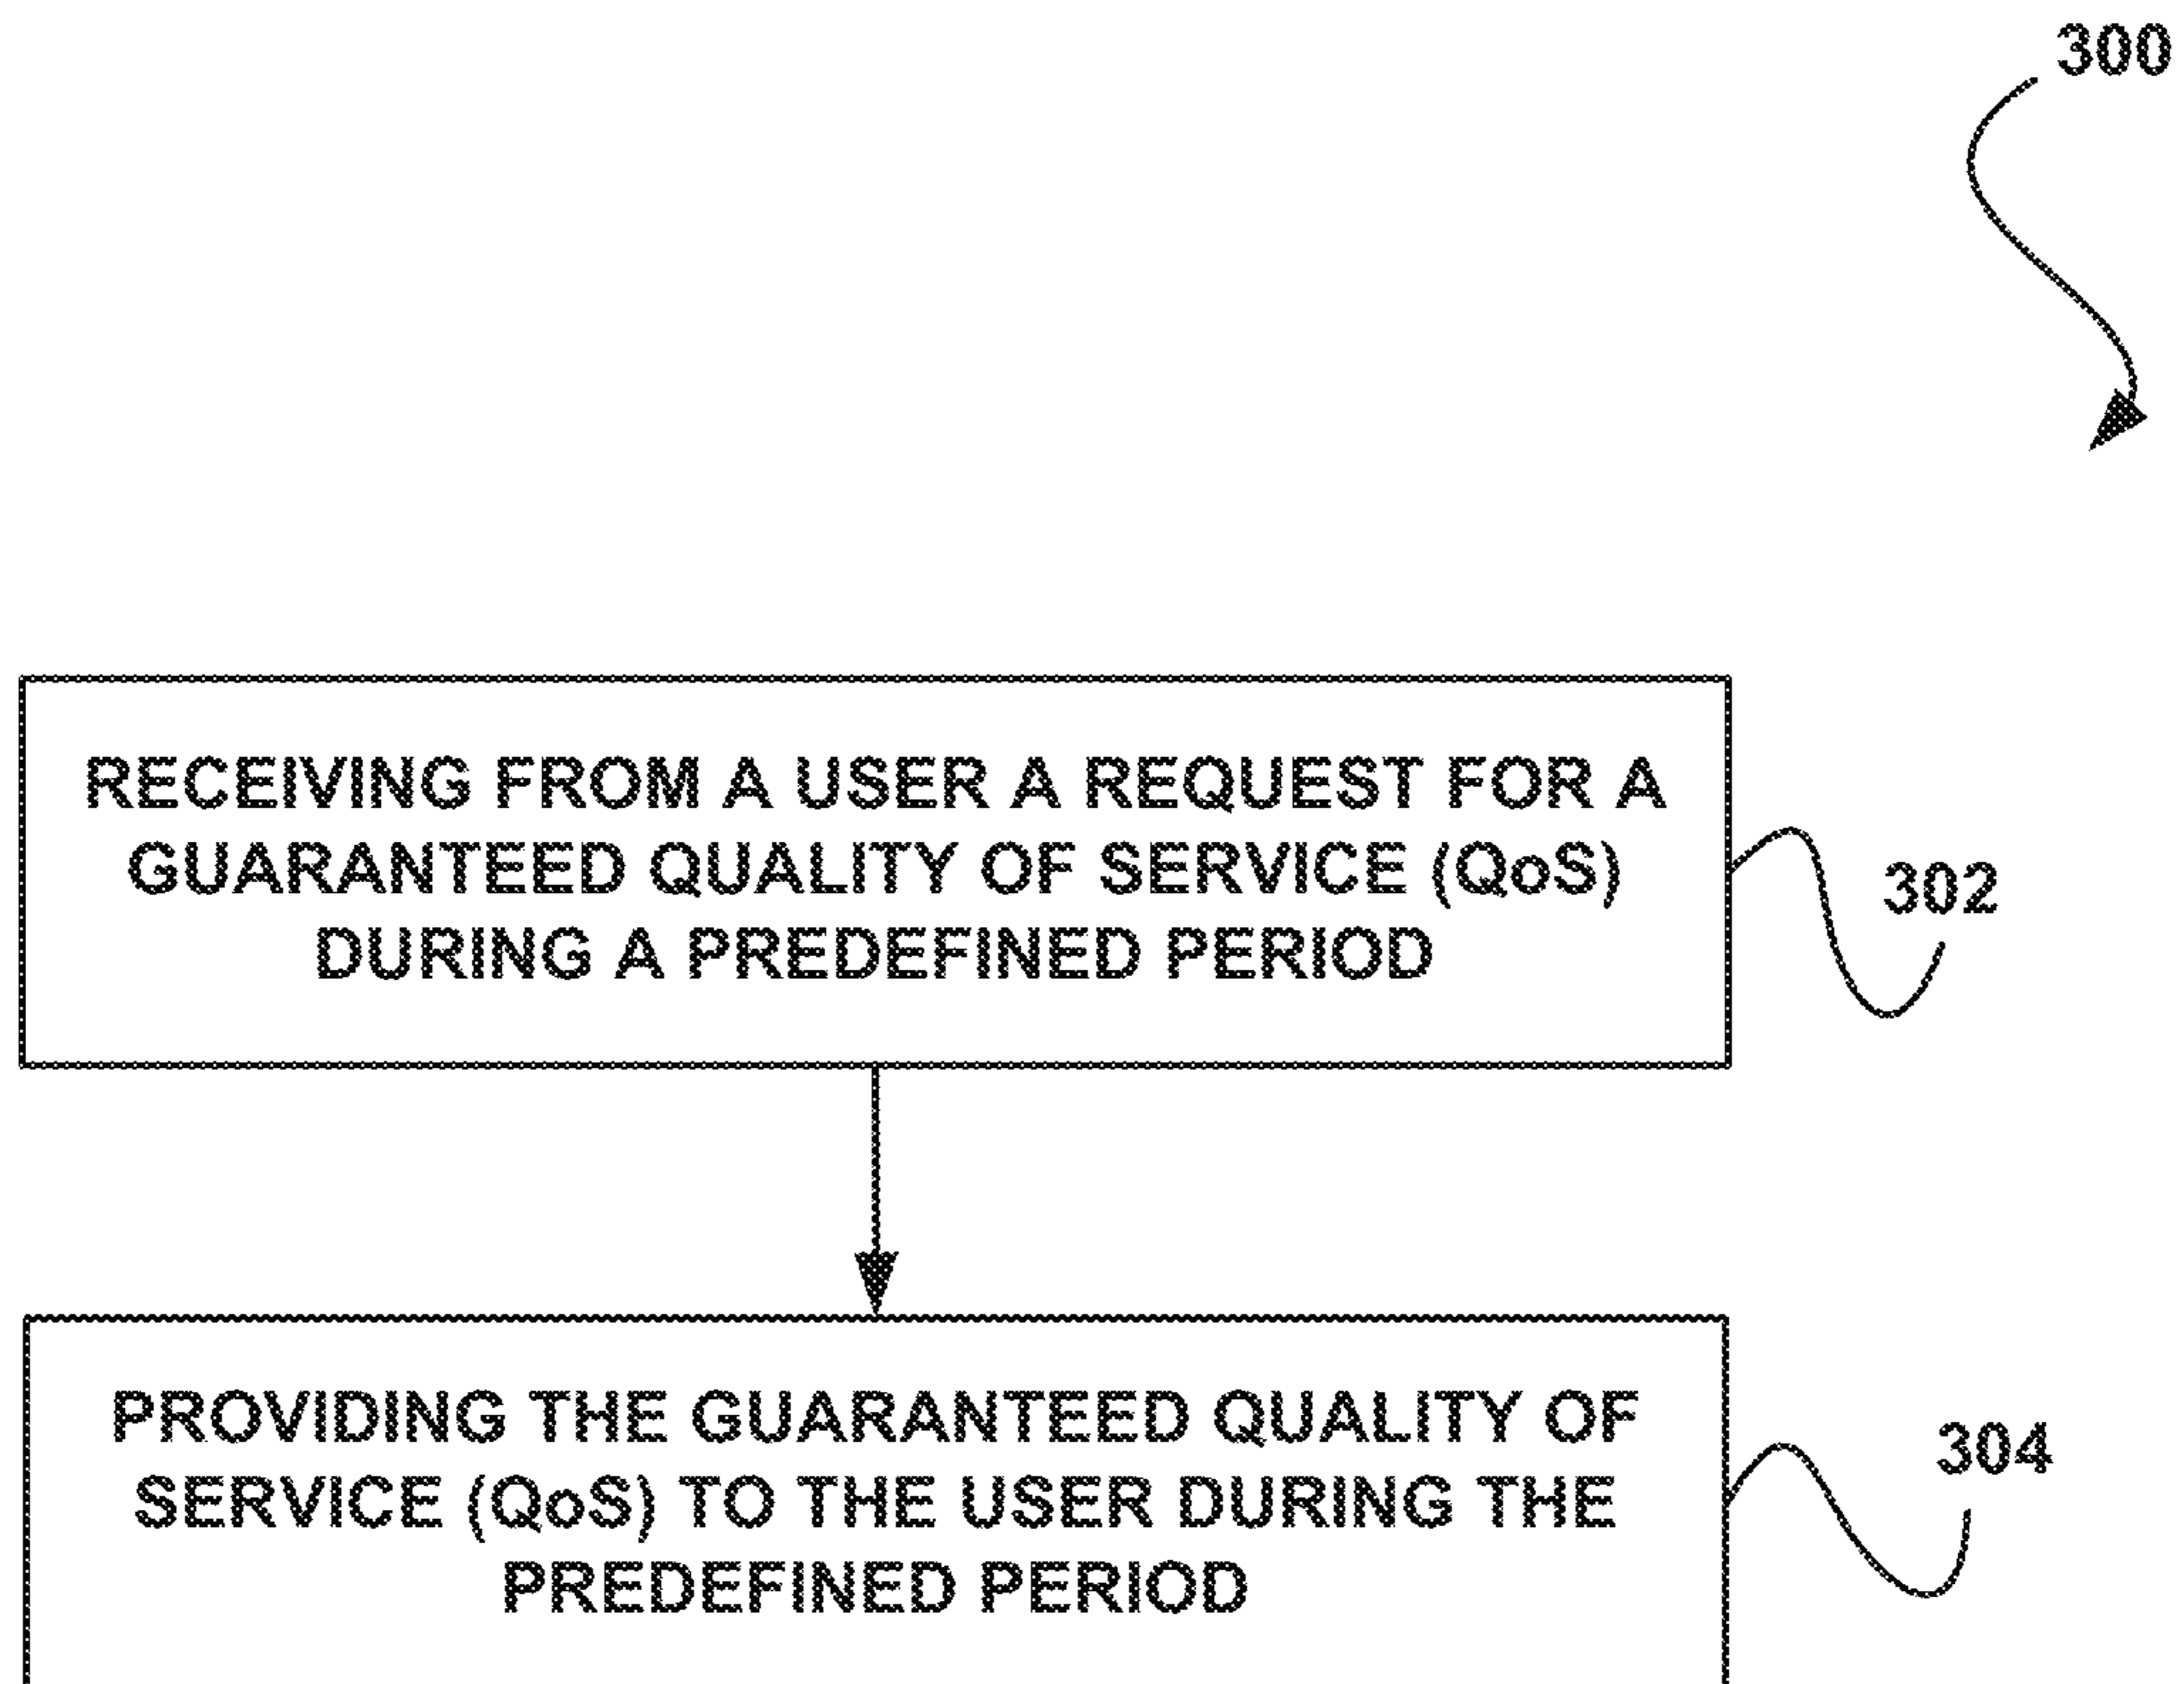 300
RECEIVING FROM A USER A REQUEST FOR A
GUARANTEED QUALITY OF SERVICE (QoS)
DURING A PREDEFINED PERIOD
302
PROVIDING THE GUARANTEED QUALITY OF
SERVICE (QoS) TO THE USER DURING THE
PREDEFINED PERIOD
304